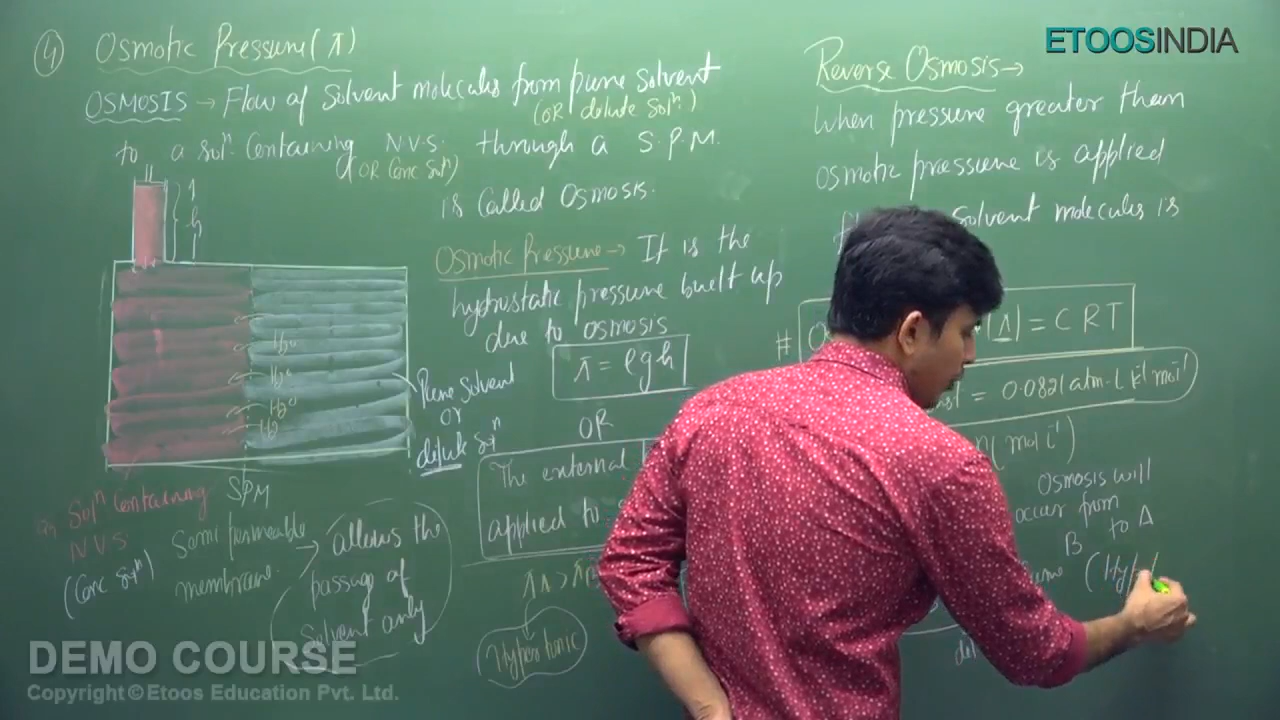 ④ Osmotic Pressure(π)
OSMOSIS → Flow of Solvent molecules from pure solvent
(OR dilute Solⁿ.)
to a solⁿ. Containing N.V.S. through a S.P.M.
(OR Conc Solⁿ)
is called Osmosis.
h
H₂O
H₂O
H₂O
H₂O
Pure Solvent
or
dilute Solⁿ
SPM
Solⁿ Containing
N.V.S
(Conc Solⁿ)
Semi permeable
membrane.
→ allows the
passage of
Solvent only
Osmotic Pressure → It is the
hydrostatic pressure built up
due to osmosis
π = ρgh
OR
The external
applied to
πA > π
Hypertonic
Reverse Osmosis →
When pressure greater than
osmotic pressure is applied
Solvent molecules is
#
= C R T
= 0.0821 atm-L K⁻¹ mol⁻¹
(mol L⁻¹)
Osmosis will
occur from
B to A
(Hy
ETOOSINDIA
DEMO COURSE
Copyright © Etoos Education Pvt. Ltd.